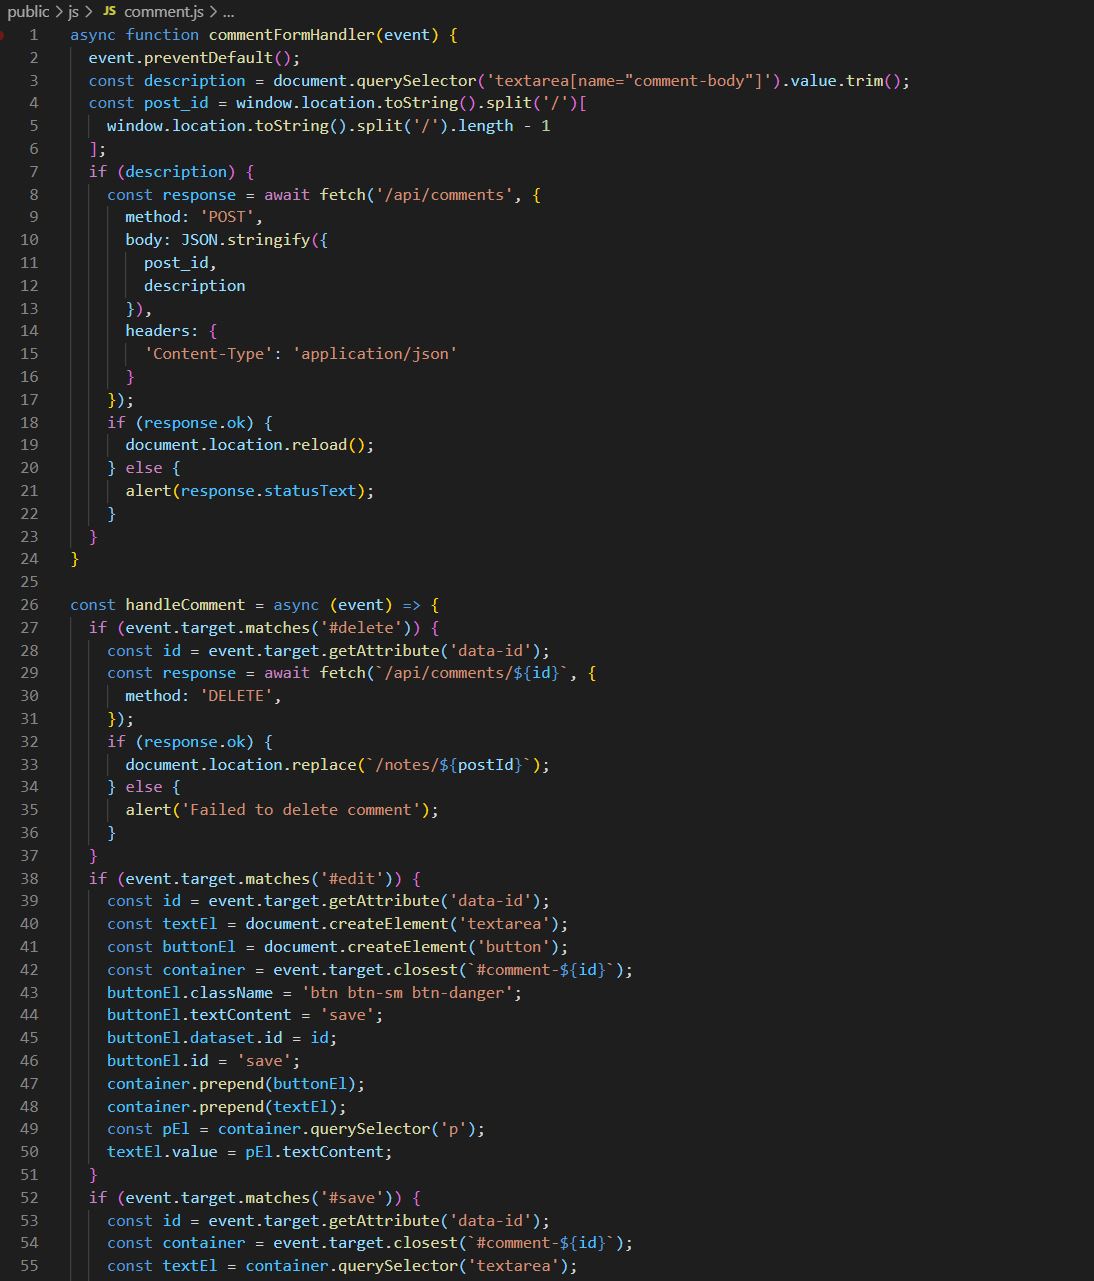 public > js > JS comment.js > ...
1 async function commentFormHandler(event) {
2   event.preventDefault();
3   const description = document.querySelector('textarea[name="comment-body"]').value.trim();
4   const post_id = window.location.toString().split('/')[
5     window.location.toString().split('/').length - 1
6   ];
7   if (description) {
8     const response = await fetch('/api/comments', {
9       method: 'POST',
10       body: JSON.stringify({
11         post_id,
12         description
13       }),
14       headers: {
15         'Content-Type': 'application/json'
16       }
17     });
18     if (response.ok) {
19       document.location.reload();
20     } else {
21       alert(response.statusText);
22     }
23   }
24 }
25
26 const handleComment = async (event) => {
27   if (event.target.matches('#delete')) {
28     const id = event.target.getAttribute('data-id');
29     const response = await fetch(`/api/comments/${id}`, {
30       method: 'DELETE',
31     });
32     if (response.ok) {
33       document.location.replace(`/notes/${postId}`);
34     } else {
35       alert('Failed to delete comment');
36     }
37   }
38   if (event.target.matches('#edit')) {
39     const id = event.target.getAttribute('data-id');
40     const textEl = document.createElement('textarea');
41     const buttonEl = document.createElement('button');
42     const container = event.target.closest(`#comment-${id}`);
43     buttonEl.className = 'btn btn-sm btn-danger';
44     buttonEl.textContent = 'save';
45     buttonEl.dataset.id = id;
46     buttonEl.id = 'save';
47     container.prepend(buttonEl);
48     container.prepend(textEl);
49     const pEl = container.querySelector('p');
50     textEl.value = pEl.textContent;
51   }
52   if (event.target.matches('#save')) {
53     const id = event.target.getAttribute('data-id');
54     const container = event.target.closest(`#comment-${id}`);
55     const textEl = container.querySelector('textarea');